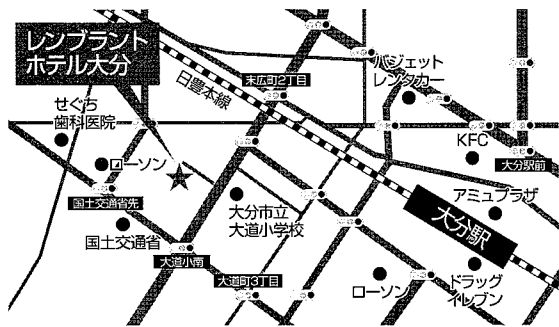 レンブラント
ホテル大分
日豊本線
末広町2丁目
バジェット
レンタカー
せぐち
歯科医院
ローソン
KFC
大分駅前
国土交通省先
大分市立
大道小学校
アミュプラザ
大分駅
国土交通省
大道小南
大道町3丁目
ローソン
ドラッグ
イレブン